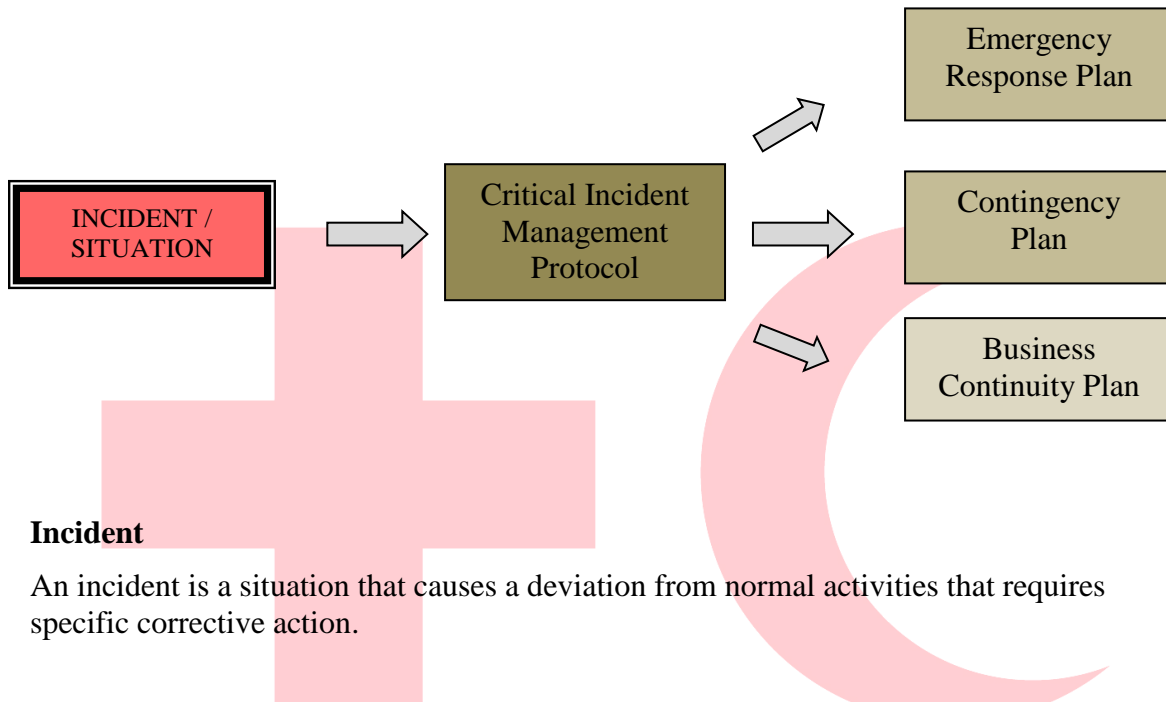 Emergency
Response Plan
INCIDENT /
SITUATION
Critical Incident
Management
Protocol
Contingency
Plan
Business
Continuity Plan
Incident
An incident is a situation that causes a deviation from normal activities that requires
specific corrective action.